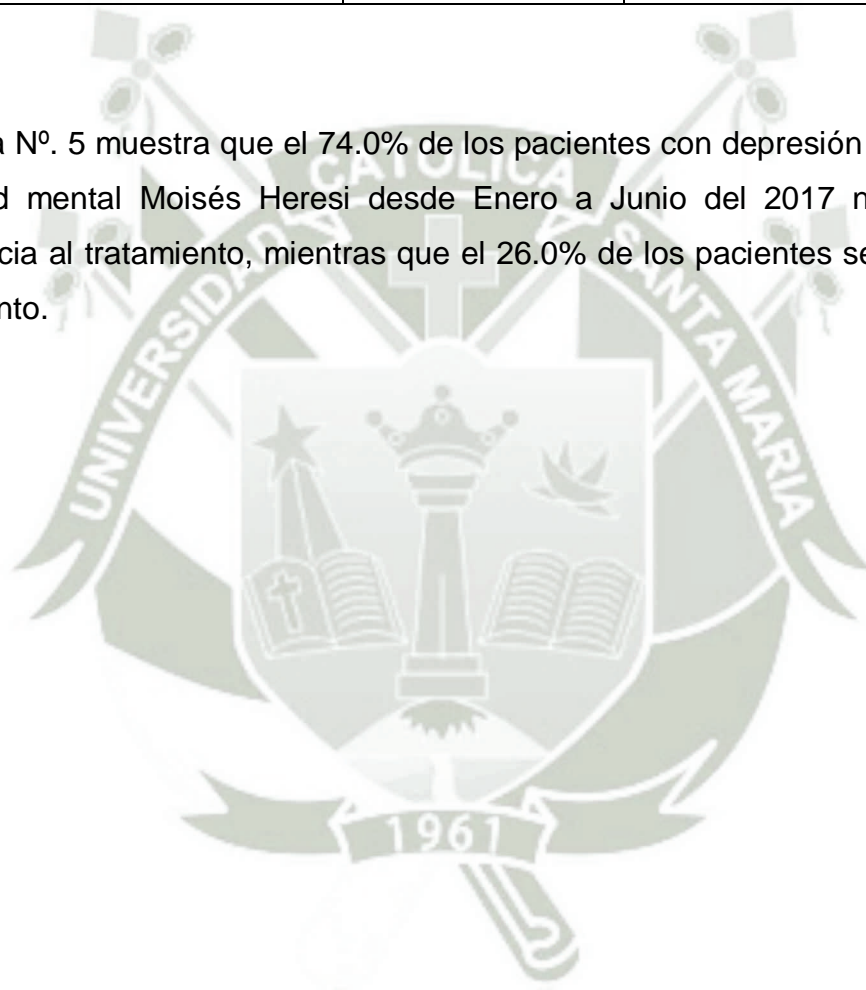 a Nº. 5 muestra que el 74.0% de los pacientes con depresión
d mental Moisés Heresi desde Enero a Junio del 2017 n
cia al tratamiento, mientras que el 26.0% de los pacientes se
nto.
UNIVERSIDAD CATOLICA SANTA MARIA
1961